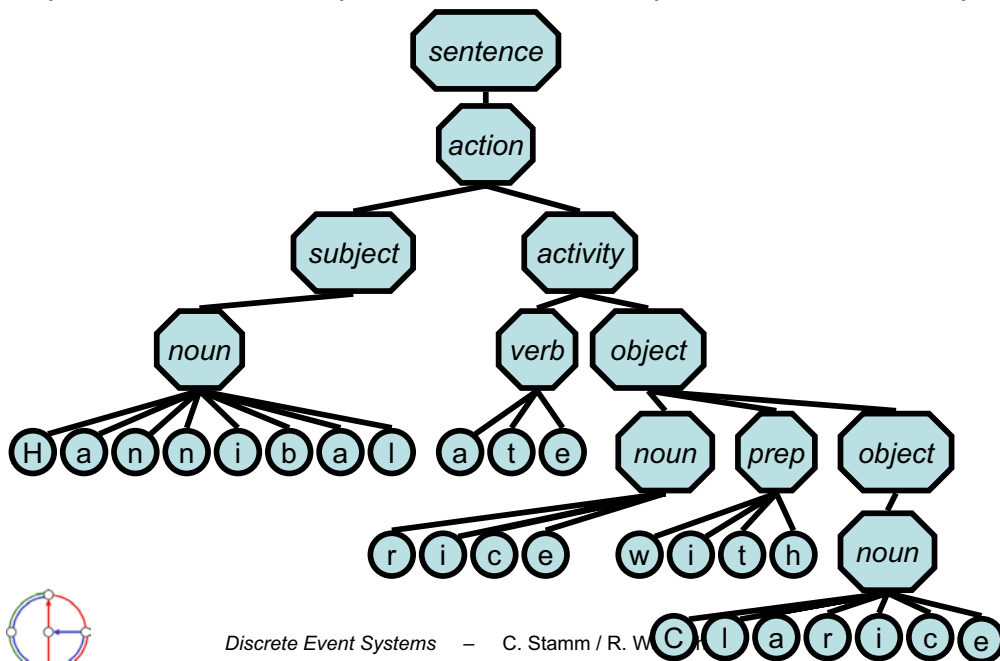 sentence
action
subject activity
noun verb object
H a n n i b a l a t e noun prep object
r i c e w i t h noun
Discrete Event Systems – C. Stamm / R. W
C l a r i c e